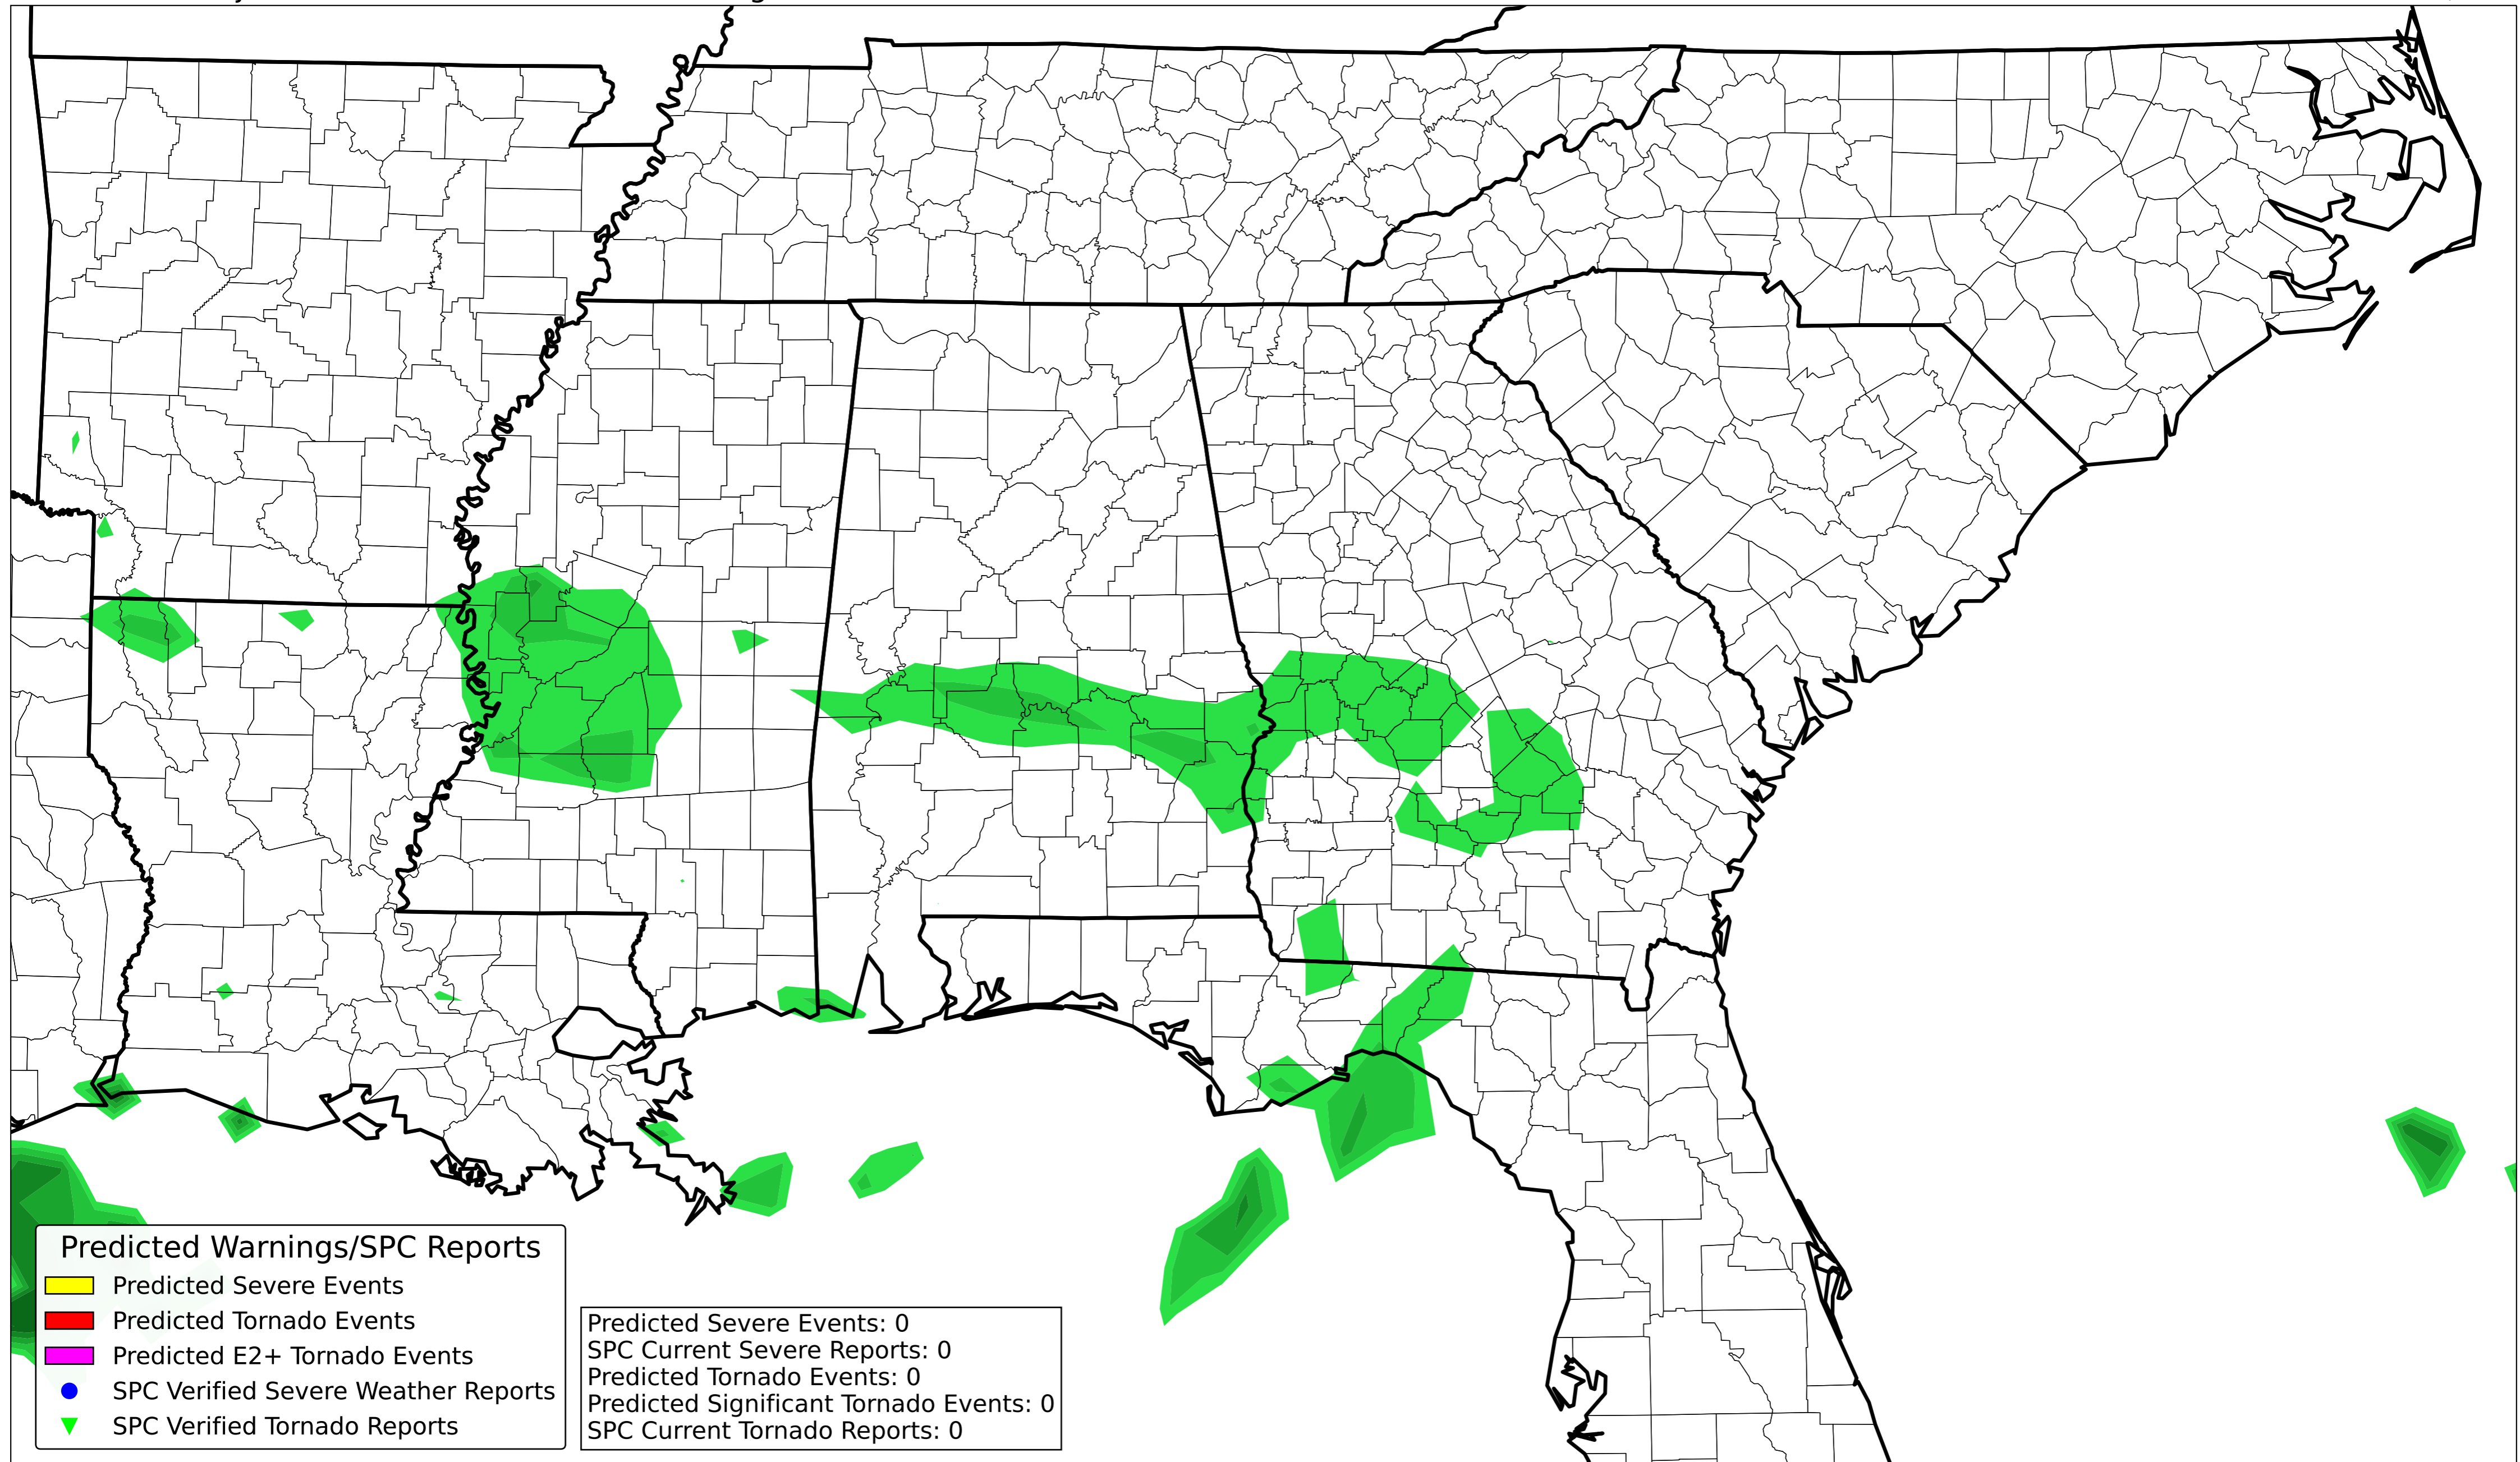 Predicted Warnings/SPC Reports
Predicted Severe Events
Predicted Tornado Events
Predicted E2+ Tornado Events
SPC Verified Severe Weather Reports
SPC Verified Tornado Reports
Predicted Severe Events: 0
SPC Current Severe Reports: 0
Predicted Tornado Events: 0
Predicted Significant Tornado Events: 0
SPC Current Tornado Reports: 0